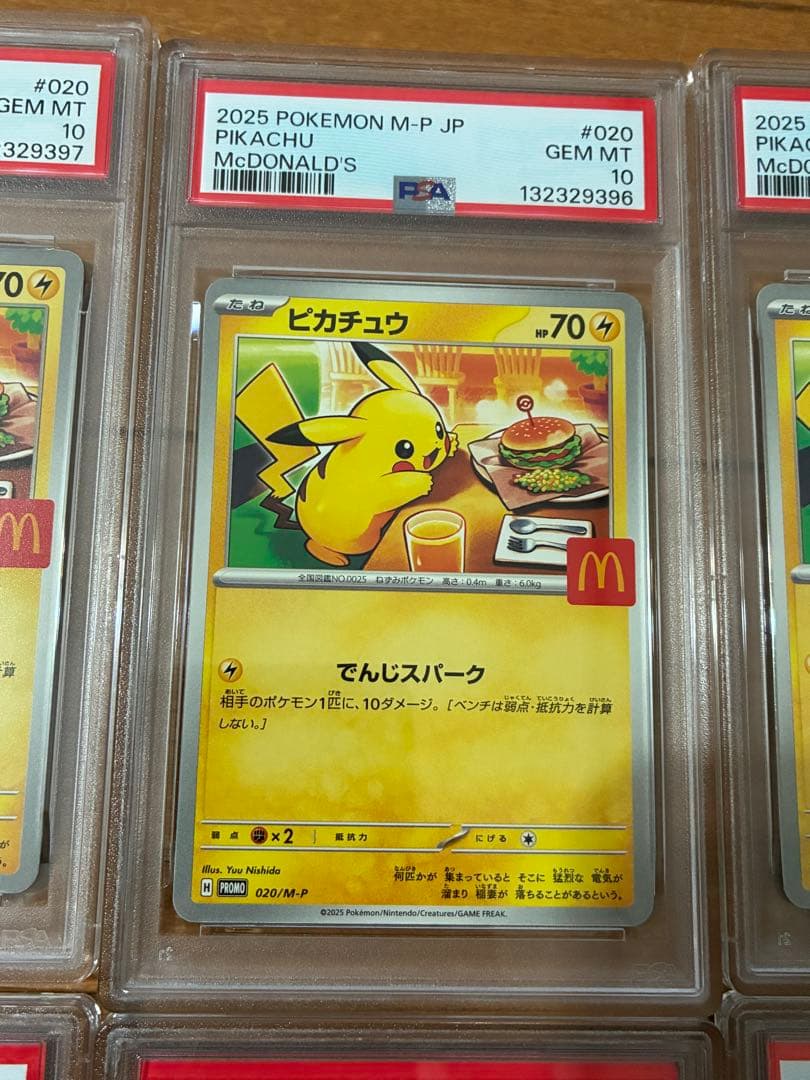 #020
GEM MT
10
329397
2025 POKEMON M-P JP
#020
PIKACHU
GEM MT
McDONALD'S
10
PSA
132329396
2025
PIKAC
McDO
70
たね
ピカチュウ
HP 70
たね
全国図鑑NO.0025 ねずみポケモン 高さ:0.4m 重さ:6.0kg
でんじスパーク
相手のポケモン1匹に、10ダメージ。[ベンチは弱点・抵抗力を計算
しない。]
弱点 ×2 抵抗力 にげる
Illus. Yuu Nishida
H PROMO 020/M-P
何匹かが 集まっていると そこに 猛烈な 電気が
溜まり 稲妻が 落ちることがあるという。
©2025 Pokémon/Nintendo/Creatures/GAME FREAK.